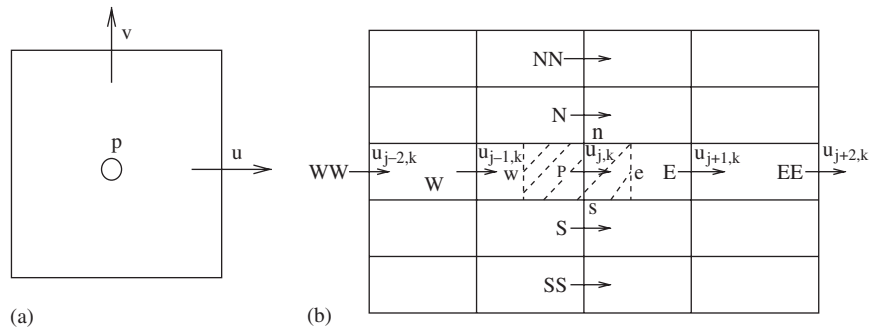 v
p
u
(a)
NN
N
n
u_{j-2,k} u_{j-1,k} u_{j,k} u_{j+1,k} u_{j+2,k}
WW W w P e E EE
s
S
SS
(b)